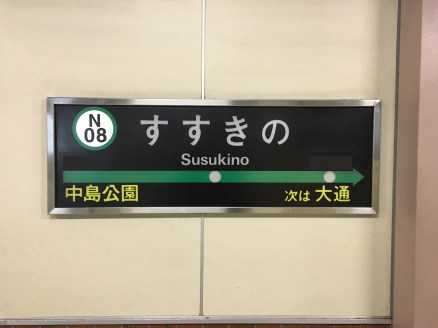 N
08
すすきの
Susukino
中島公園
次は 大通